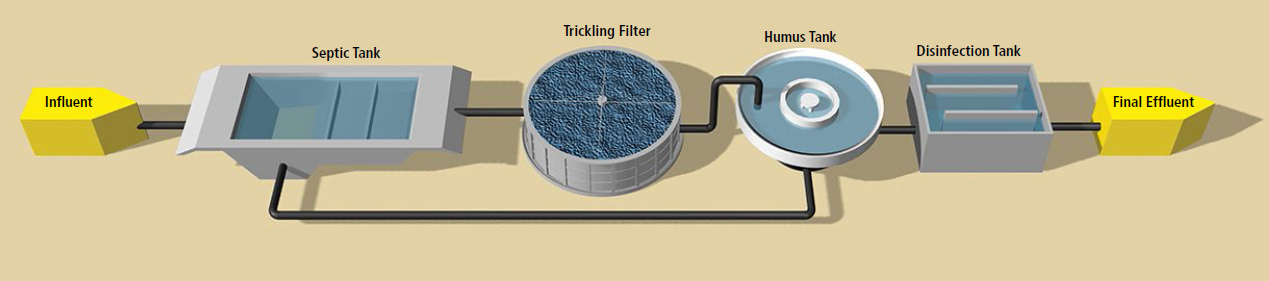 Influent
Septic Tank
Trickling Filter
Humus Tank
Disinfection Tank
Final Effluent